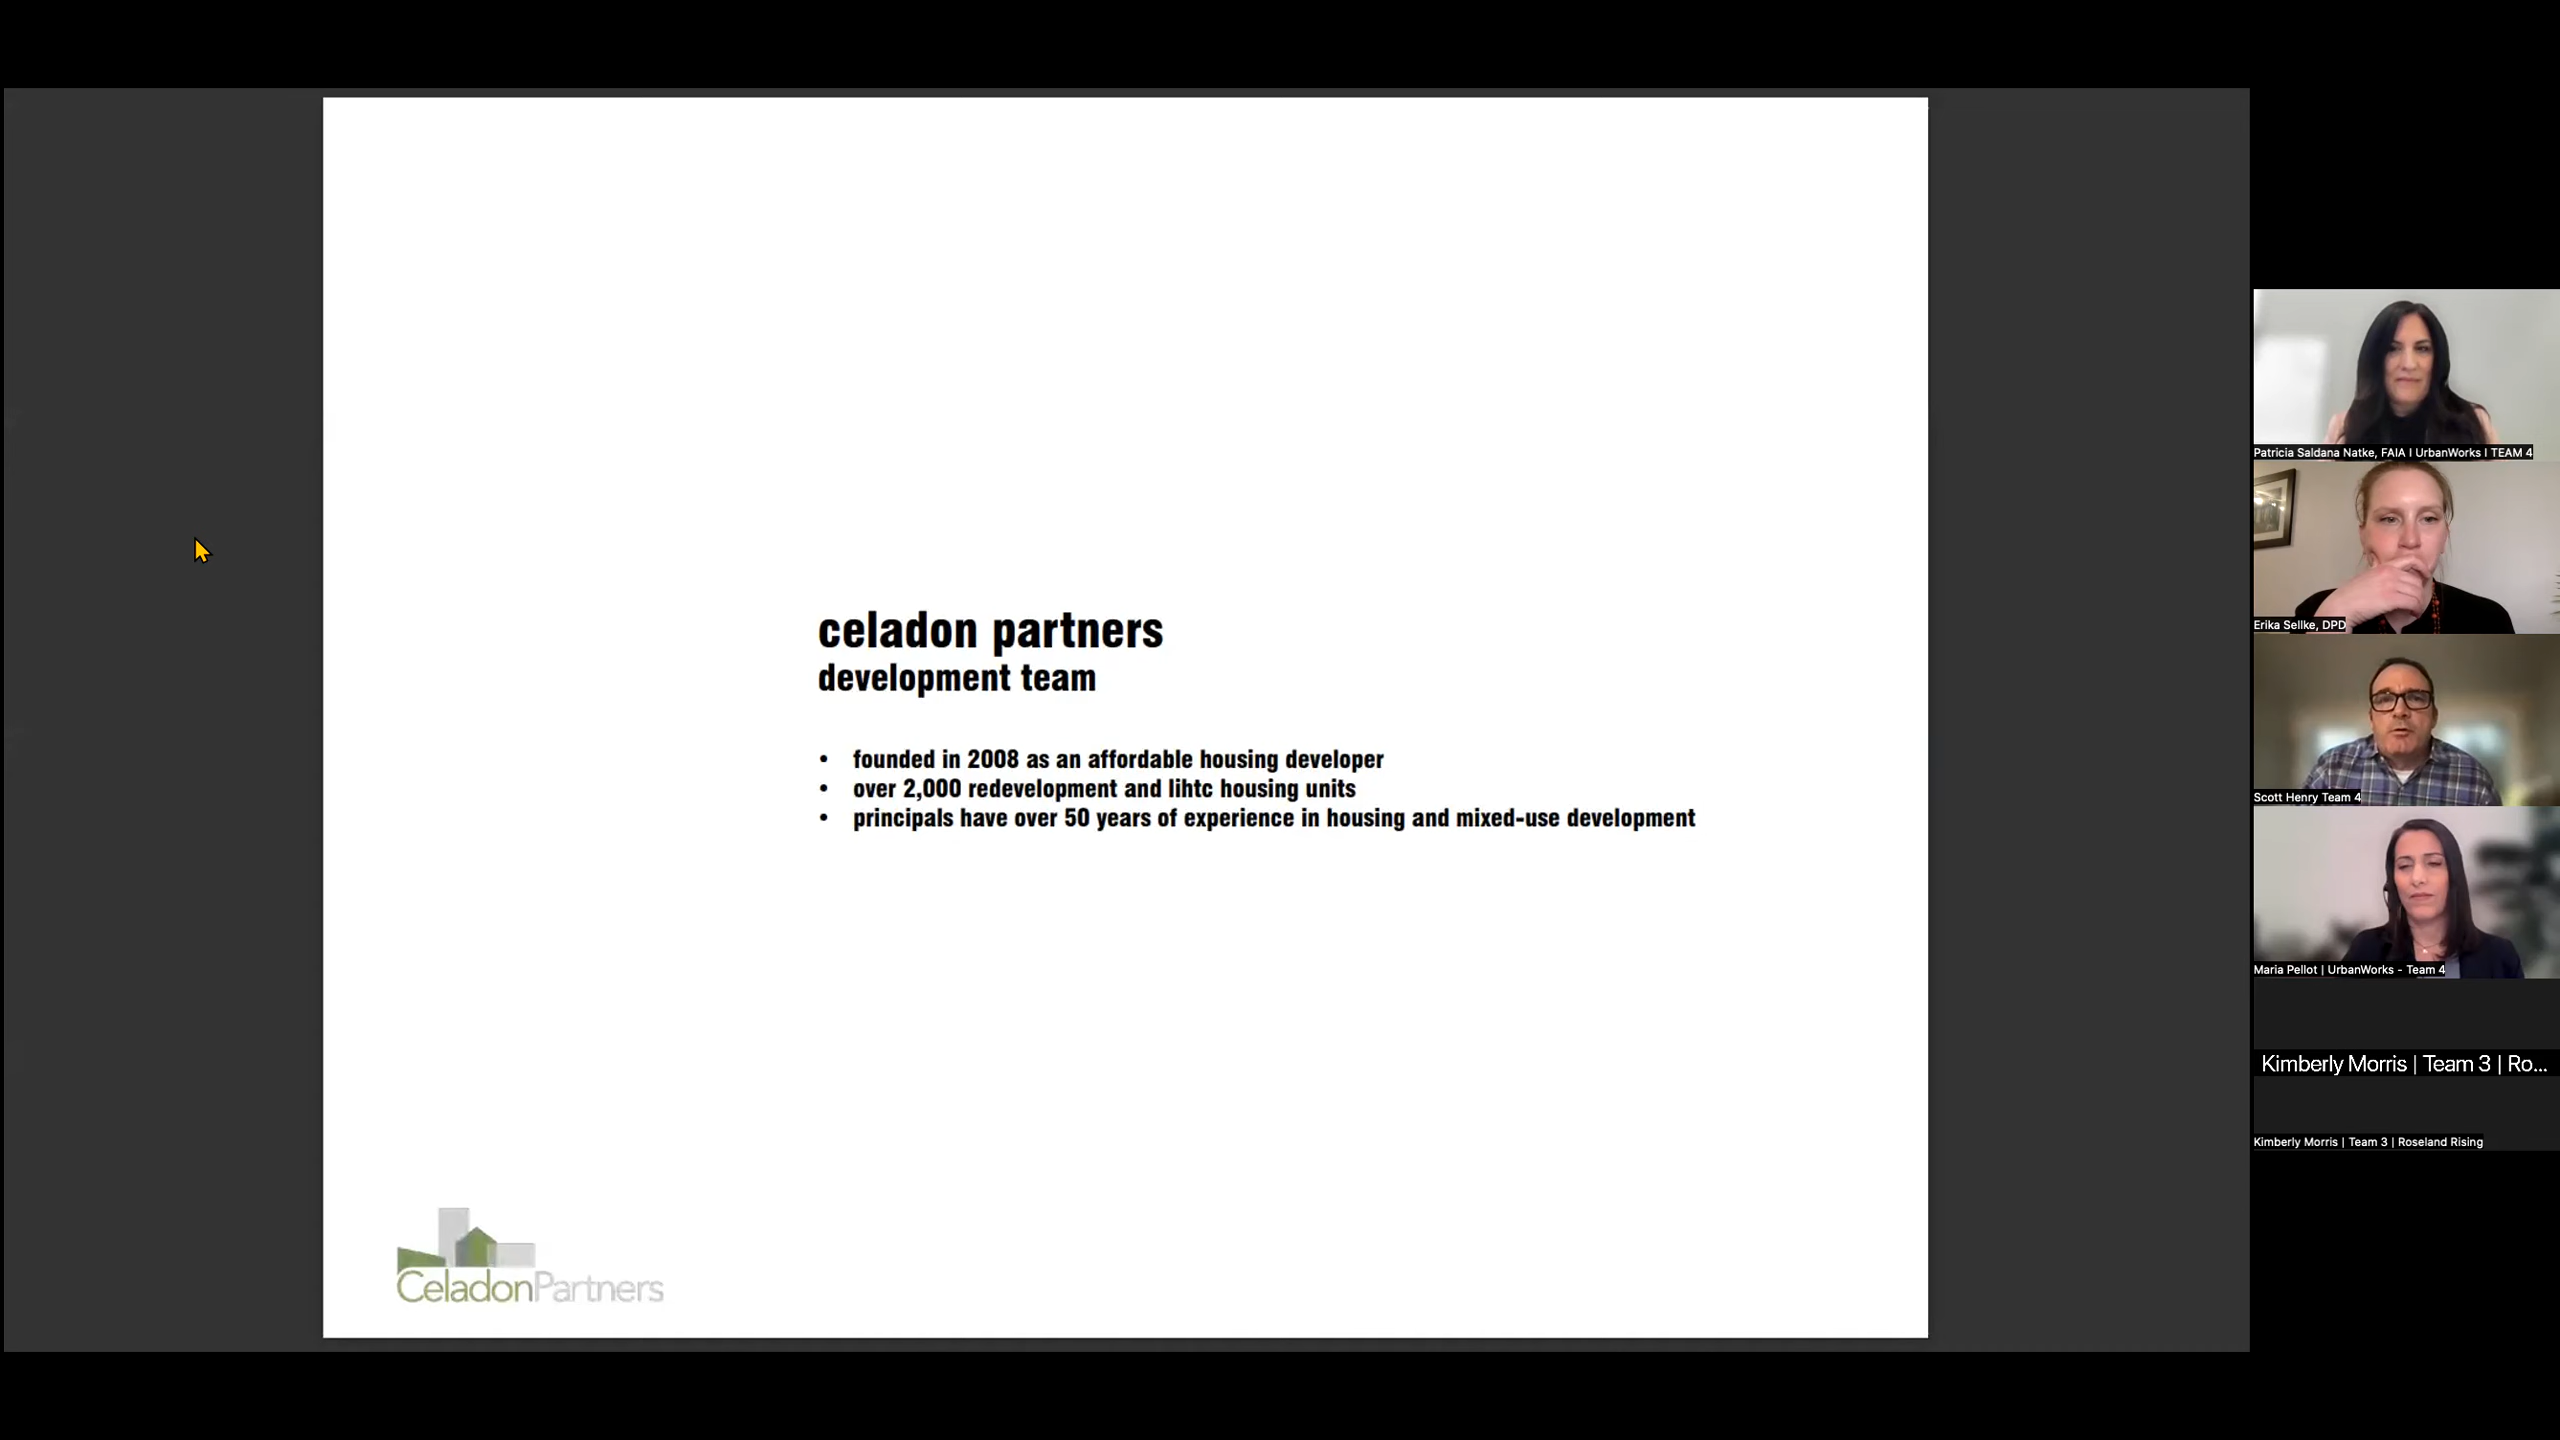 celadon partners
development team
• founded in 2008 as an affordable housing developer
• over 2,000 redevelopment and lihtc housing units
• principals have over 50 years of experience in housing and mixed-use development
CeladonPartners
Patricia Saldana Natke, FAIA I UrbanWorks I TEAM 4
Erika Sellke, DPD
Scott Henry Team 4
Maria Pellot | UrbanWorks - Team 4
Kimberly Morris | Team 3 | Ro...
Kimberly Morris | Team 3 | Roseland Rising